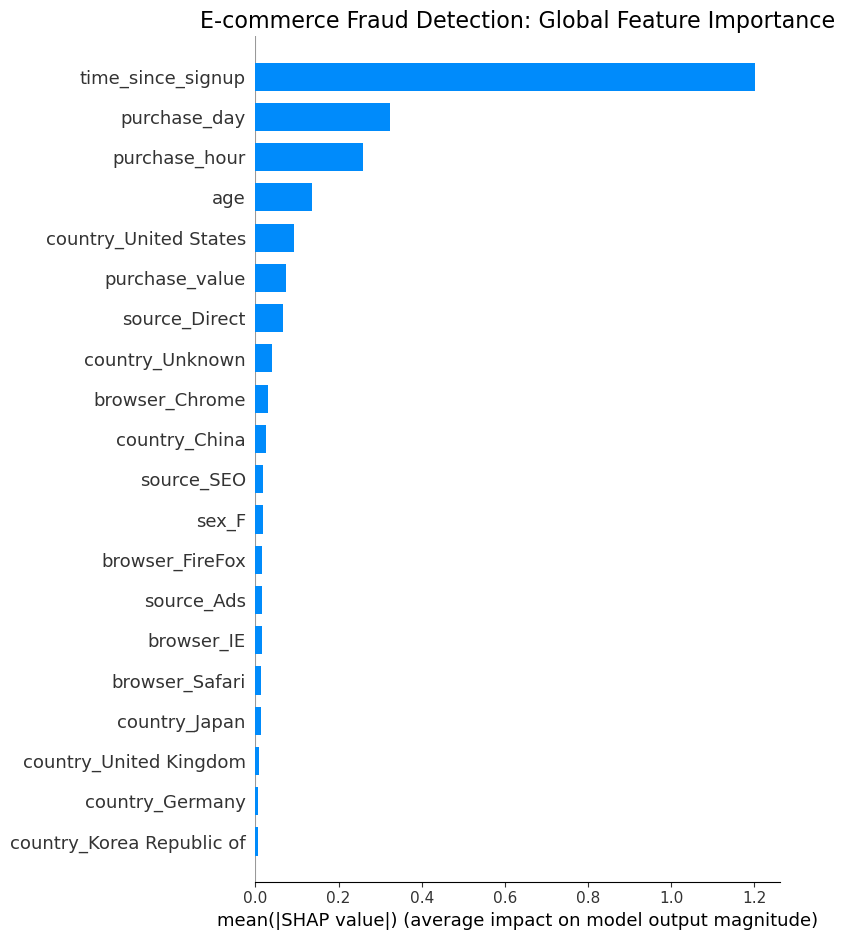 E-commerce Fraud Detection: Global Feature Importance
time_since_signup
purchase_day
purchase_hour
age
country_United States
purchase_value
source_Direct
country_Unknown
browser_Chrome
country_China
source_SEO
sex_F
browser_FireFox
source_Ads
browser_IE
browser_Safari
country_Japan
country_United Kingdom
country_Germany
country_Korea Republic of
0.0 0.2 0.4 0.6 0.8 1.0 1.2
mean(|SHAP value|) (average impact on model output magnitude)